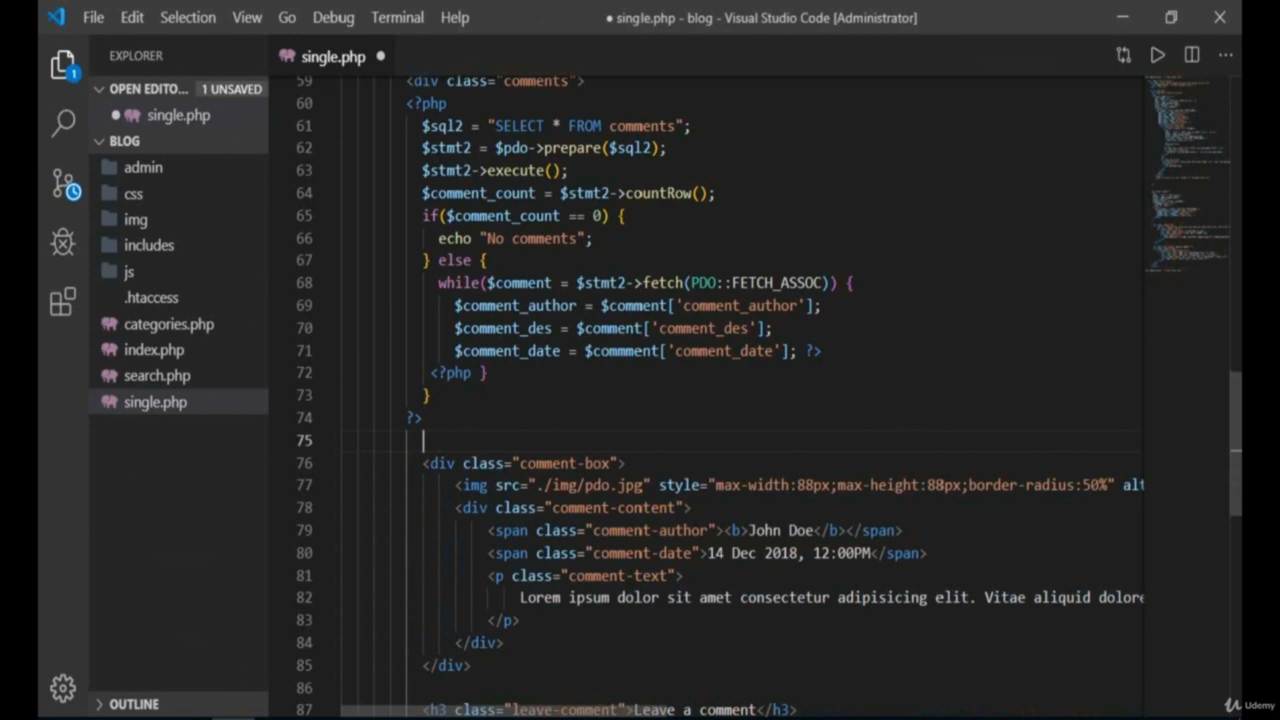 File Edit Selection View Go Debug Terminal Help
● single.php - blog - Visual Studio Code [Administrator]
EXPLORER
single.php
OPEN EDITO... 1 UNSAVED
single.php
BLOG
admin
css
img
includes
js
.htaccess
categories.php
index.php
search.php
single.php
OUTLINE
1
59 <div class="comments">
60 <?php
61 $sql2 = "SELECT * FROM comments";
62 $stmt2 = $pdo->prepare($sql2);
63 $stmt2->execute();
64 $comment_count = $stmt2->countRow();
65 if($comment_count == 0) {
66 echo "No comments";
67 } else {
68 while($comment = $stmt2->fetch(PDO::FETCH_ASSOC)) {
69 $comment_author = $comment['comment_author'];
70 $comment_des = $comment['comment_des'];
71 $comment_date = $commment['comment_date']; ?>
72 <?php }
73 }
74 ?>
75
76 <div class="comment-box">
77 <img src="./img/pdo.jpg" style="max-width:88px;max-height:88px;border-radius:50%" alt
78 <div class="comment-content">
79 <span class="comment-author"><b>John Doe</b></span>
80 <span class="comment-date">14 Dec 2018, 12:00PM</span>
81 <p class="comment-text">
82 Lorem ipsum dolor sit amet consectetur adipisicing elit. Vitae aliquid dolore
83 </p>
84 </div>
85 </div>
86
87 <h3 class="leave-comment">Leave a comment</h3>
Udemy